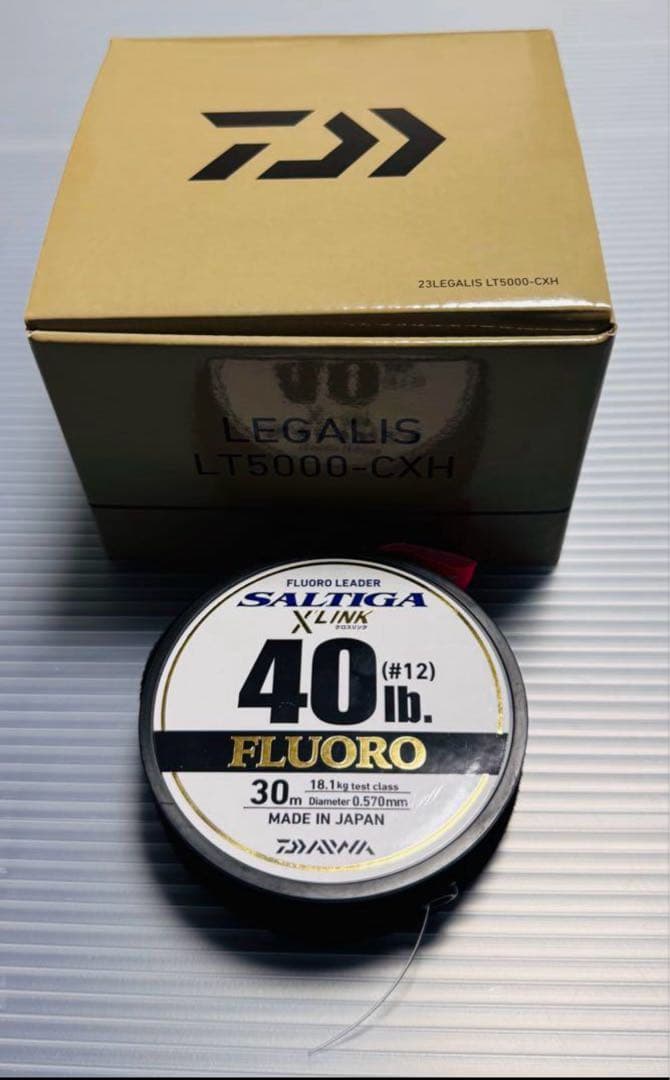 23LEGALIS LT5000-CXH
LEGALIS
LT5000-CXH
FLUORO LEADER
SALTIGA
X'LINK
クロスリンク
40lb.
(#12)
FLUORO
30m
18.1kg test class
Diameter 0.570mm
MADE IN JAPAN
DAIWA